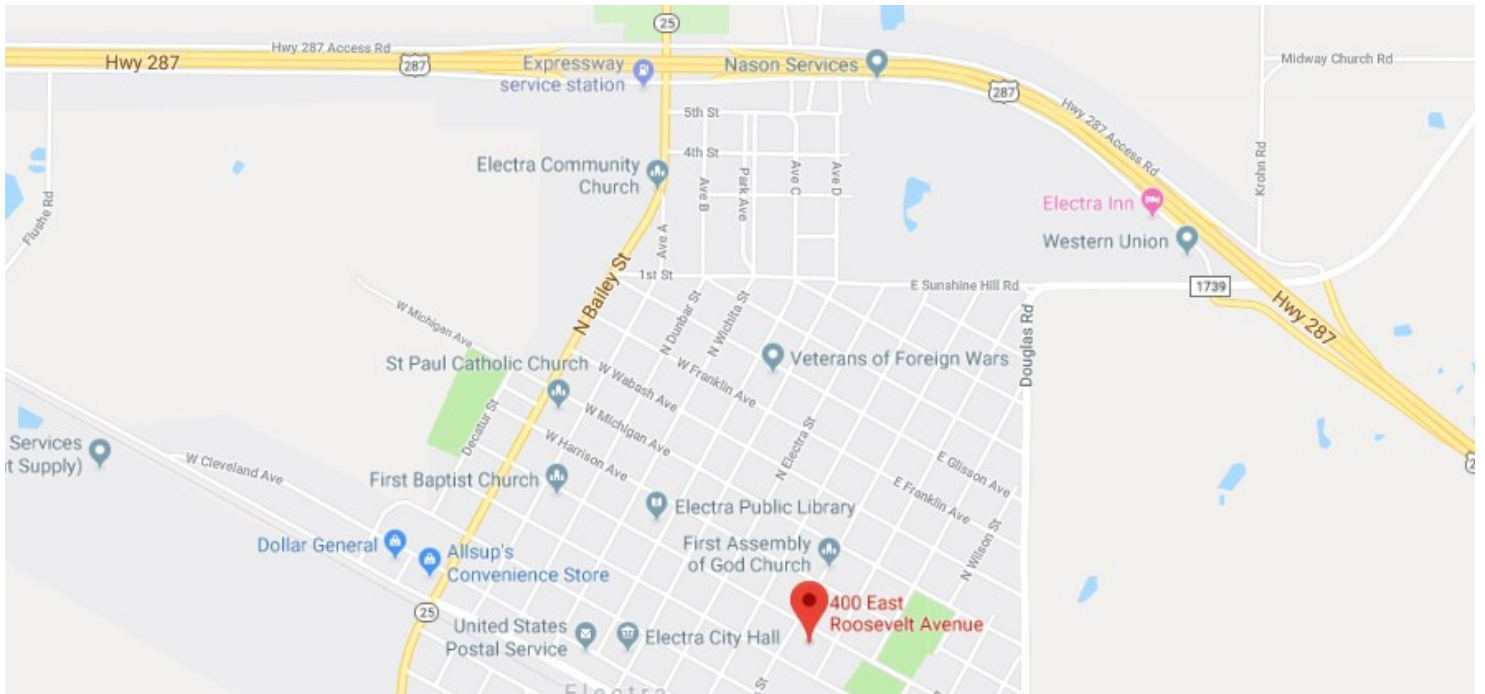 25
Hwy 287 Access Rd
Hwy 287
287
Expressway
service station
Nason Services
Midway Church Rd
287
Hwy 287 Access Rd
5th St
4th St
Electra Community
Church
Ave B
Park Ave
Ave C
Ave D
Krohn Rd
Flushe Rd
Electra Inn
Western Union
Ave A
1st St
E Sunshine Hill Rd
1739
Hwy 287
N Bailey St
W Michigan Ave
N Dunbar St
N Wichita St
Douglas Rd
St Paul Catholic Church
Veterans of Foreign Wars
W Franklin Ave
W Wabash Ave
W Michigan Ave
Decatur St
W Harrison Ave
N Electra St
Services
t Supply)
W Cleveland Ave
First Baptist Church
E Glisson Ave
E Franklin Ave
Electra Public Library
N Wilson St
Dollar General
Allsup's
Convenience Store
First Assembly
of God Church
25
400 East
Roosevelt Avenue
United States
Postal Service
Electra City Hall
St
Electra